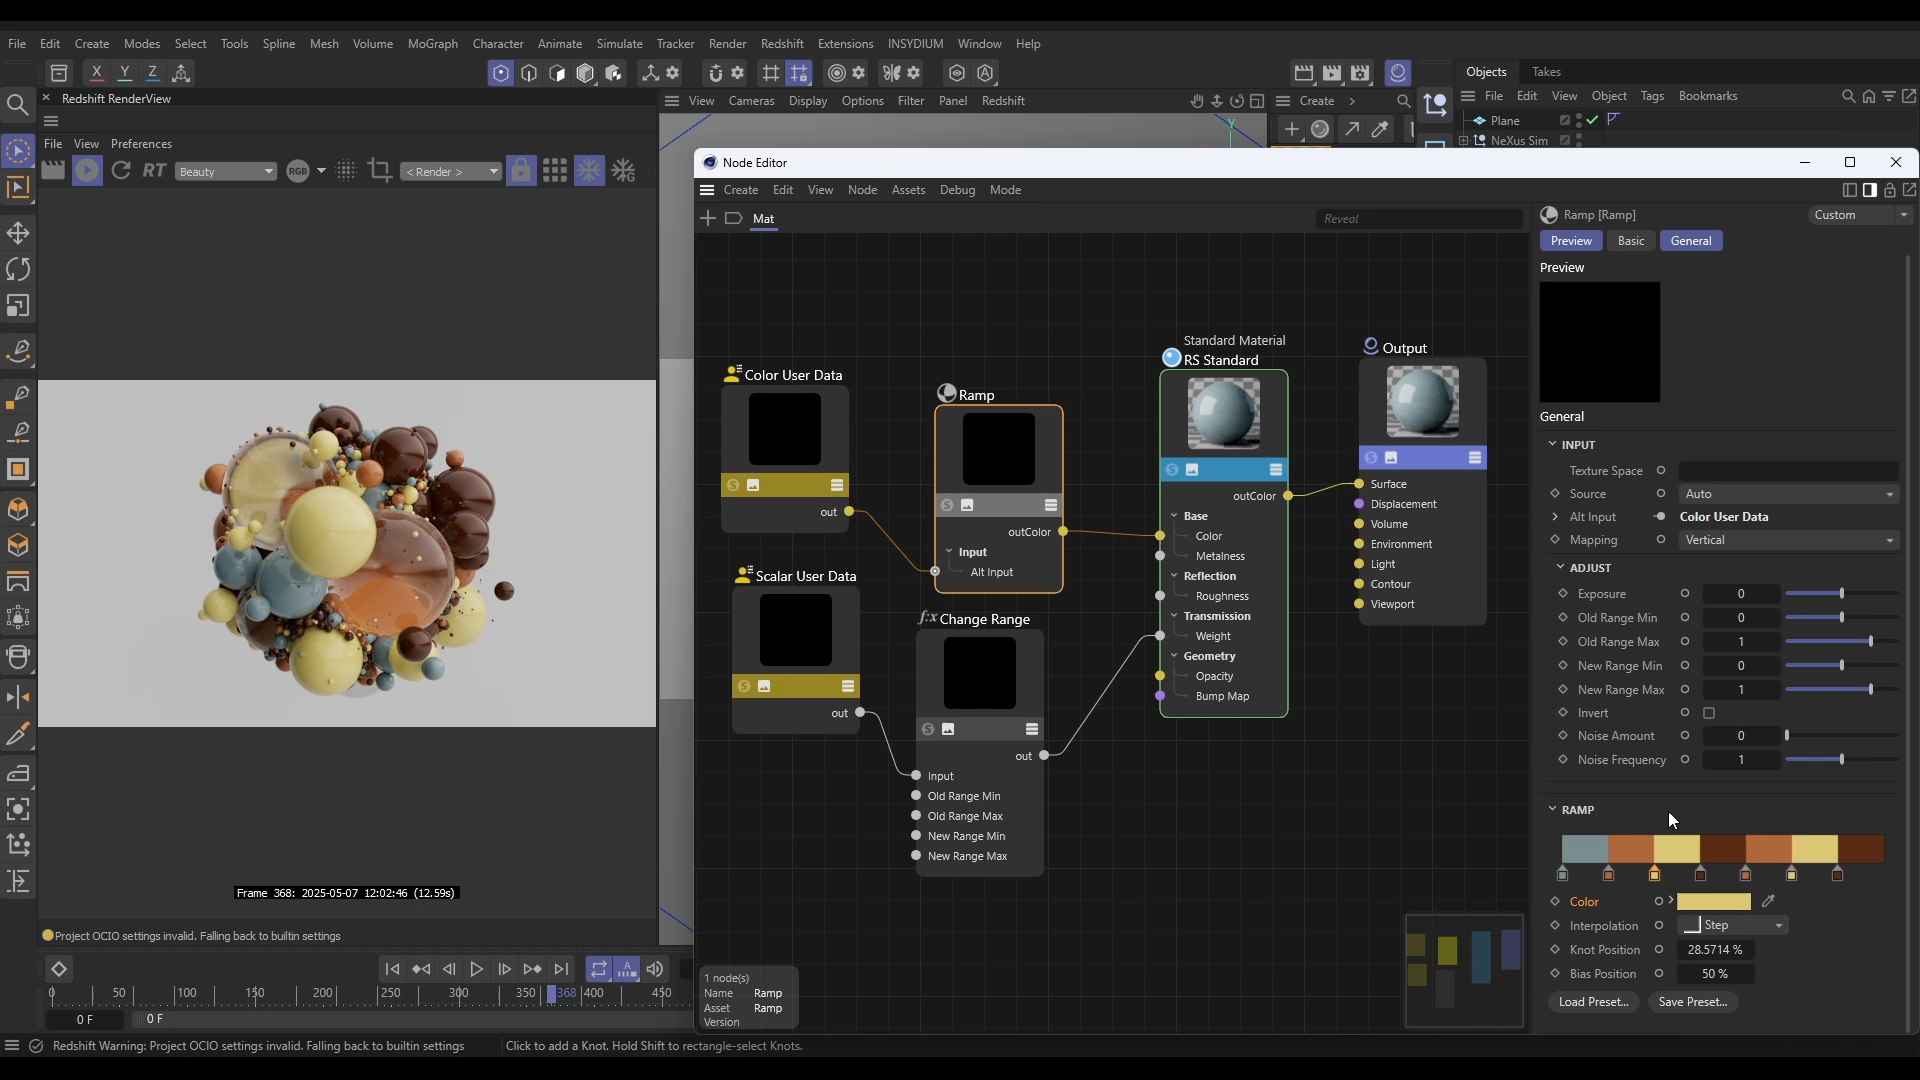 File Edit Create Modes Select Tools Spline Mesh Volume MoGraph Character Animate Simulate Tracker Render Redshift Extensions INSYDIUM Window Help
X Y Z
Objects Takes
Redshift RenderView
View Cameras Display Options Filter Panel Redshift
Create
File Edit View Object Tags Bookmarks
Plane
NeXus Sim
File View Preferences
RT Beauty RGB < Render >
Y
Node Editor
Create Edit View Node Assets Debug Mode
Mat
Reveal
Color User Data
out
Scalar User Data
out
Ramp
outColor
Input
Alt Input
f:x Change Range
out
Input
Old Range Min
Old Range Max
New Range Min
New Range Max
Standard Material
RS Standard
outColor
Base
Color
Metalness
Reflection
Roughness
Transmission
Weight
Geometry
Opacity
Bump Map
Output
Surface
Displacement
Volume
Environment
Light
Contour
Viewport
1 node(s)
Name Ramp
Asset Ramp
Version
Ramp [Ramp]
Custom
Preview Basic General
Preview
General
INPUT
Texture Space
Source Auto
Alt Input Color User Data
Mapping Vertical
ADJUST
Exposure 0
Old Range Min 0
Old Range Max 1
New Range Min 0
New Range Max 1
Invert
Noise Amount 0
Noise Frequency 1
RAMP
Color
Interpolation Step
Knot Position 28.5714 %
Bias Position 50 %
Load Preset... Save Preset...
Frame 368: 2025-05-07 12:02:46 (12.59s)
Project OCIO settings invalid. Falling back to builtin settings
0 50 100 150 200 250 300 350 368 400 450
0 F 0 F
Redshift Warning: Project OCIO settings invalid. Falling back to builtin settings
Click to add a Knot. Hold Shift to rectangle-select Knots.